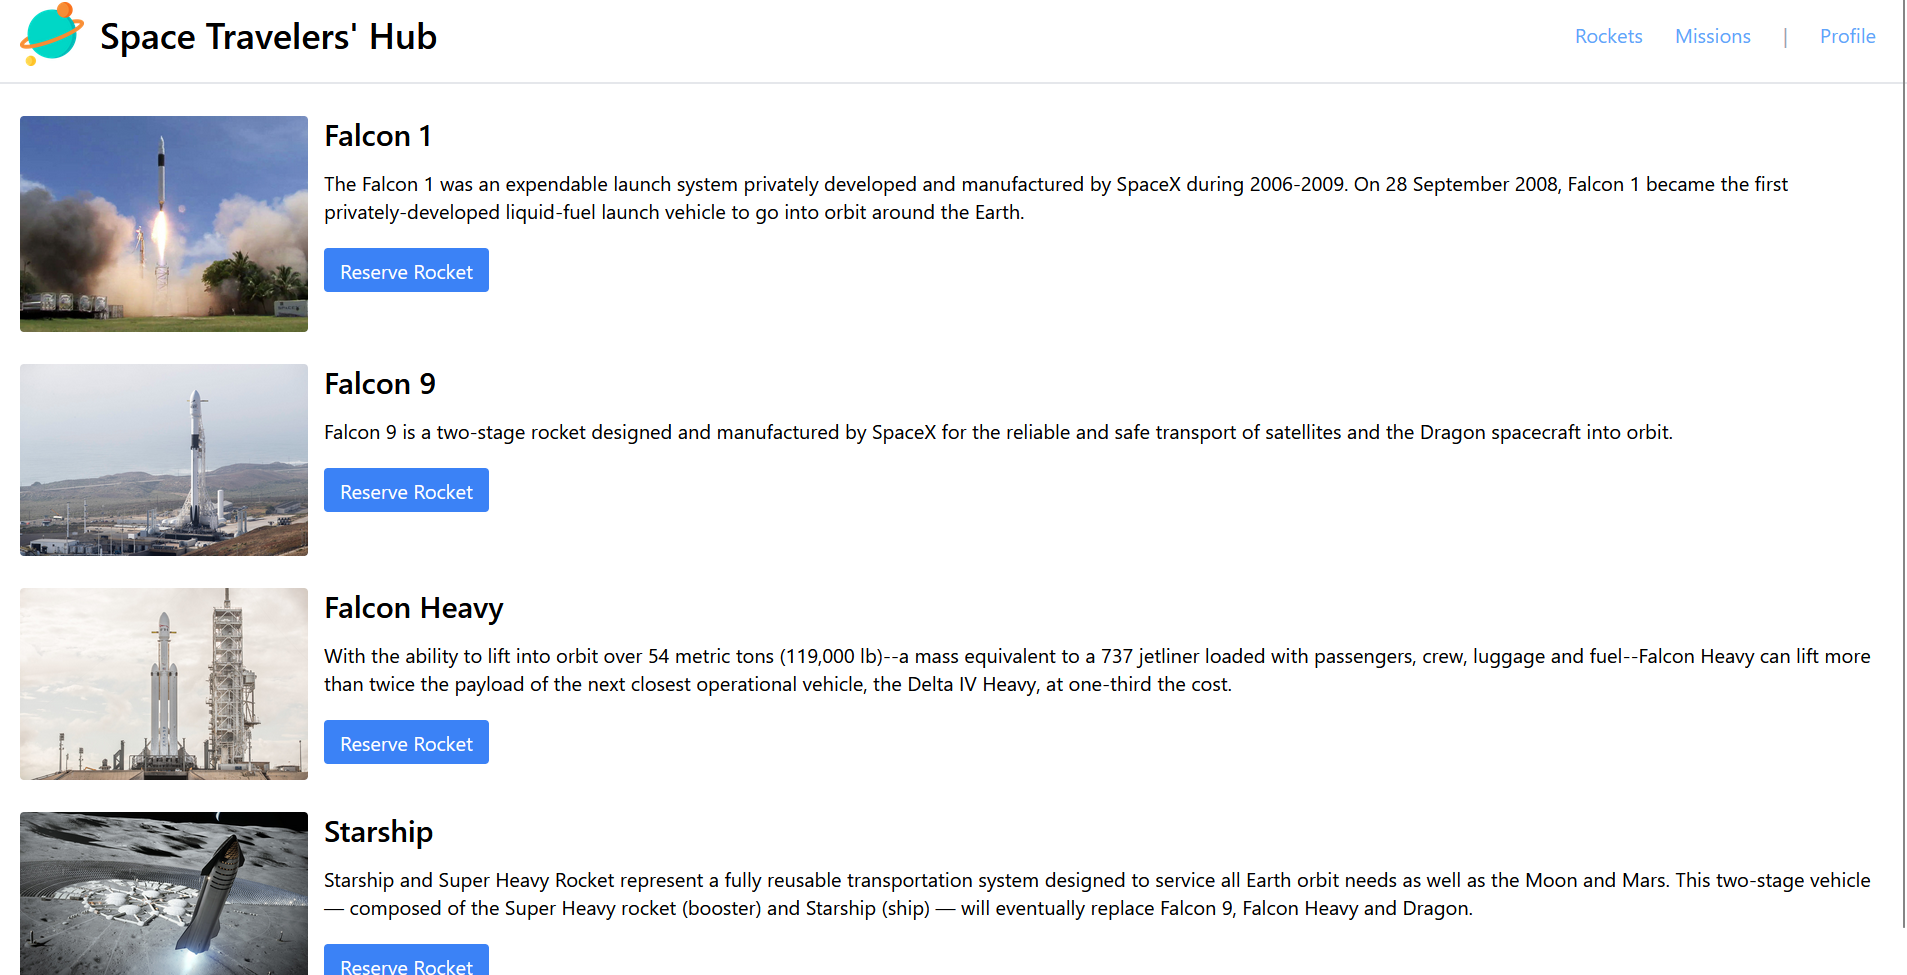 Space Travelers' Hub
Rockets Missions | Profile
Falcon 1
The Falcon 1 was an expendable launch system privately developed and manufactured by SpaceX during 2006-2009. On 28 September 2008, Falcon 1 became the first
privately-developed liquid-fuel launch vehicle to go into orbit around the Earth.
Reserve Rocket
Falcon 9
Falcon 9 is a two-stage rocket designed and manufactured by SpaceX for the reliable and safe transport of satellites and the Dragon spacecraft into orbit.
Reserve Rocket
Falcon Heavy
With the ability to lift into orbit over 54 metric tons (119,000 lb)--a mass equivalent to a 737 jetliner loaded with passengers, crew, luggage and fuel--Falcon Heavy can lift more
than twice the payload of the next closest operational vehicle, the Delta IV Heavy, at one-third the cost.
Reserve Rocket
Starship
Starship and Super Heavy Rocket represent a fully reusable transportation system designed to service all Earth orbit needs as well as the Moon and Mars. This two-stage vehicle
— composed of the Super Heavy rocket (booster) and Starship (ship) — will eventually replace Falcon 9, Falcon Heavy and Dragon.
Reserve Rocket